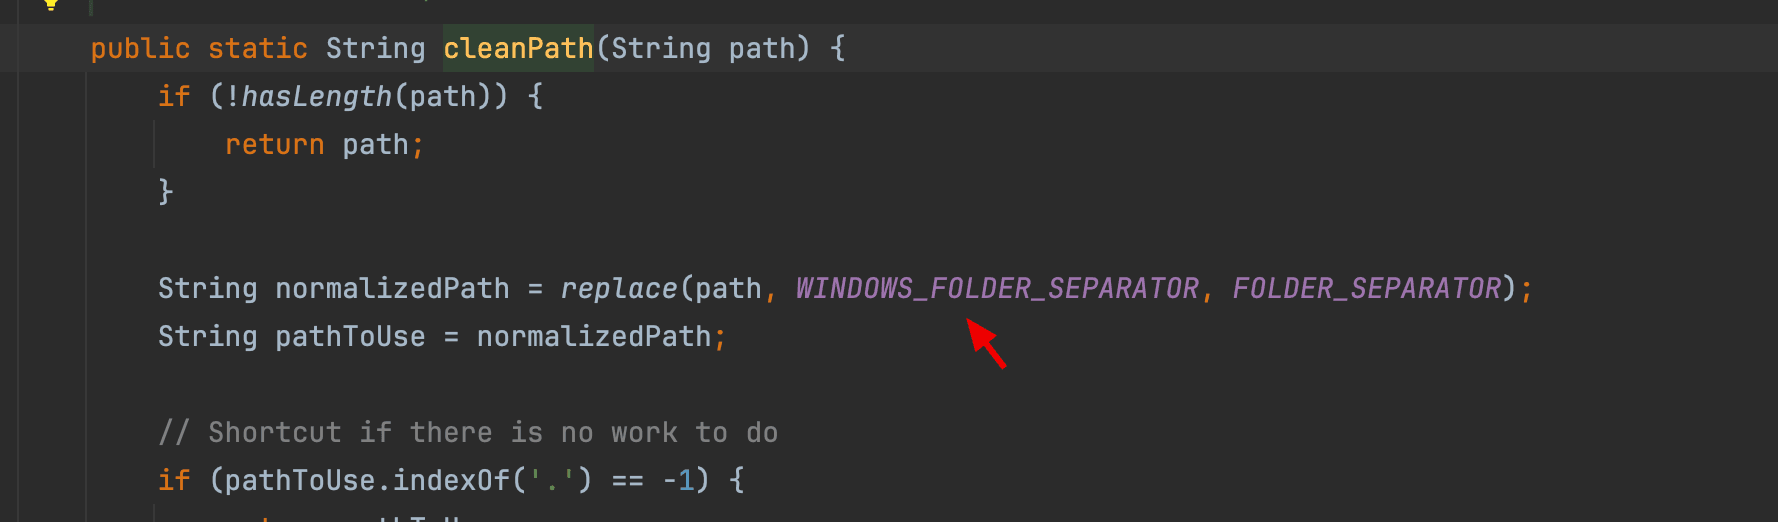 public static String cleanPath(String path) {
if (!hasLength(path)) {
return path;
}
String normalizedPath = replace(path, WINDOWS_FOLDER_SEPARATOR, FOLDER_SEPARATOR);
String pathToUse = normalizedPath;
// Shortcut if there is no work to do
if (pathToUse.indexOf('.') == -1) {